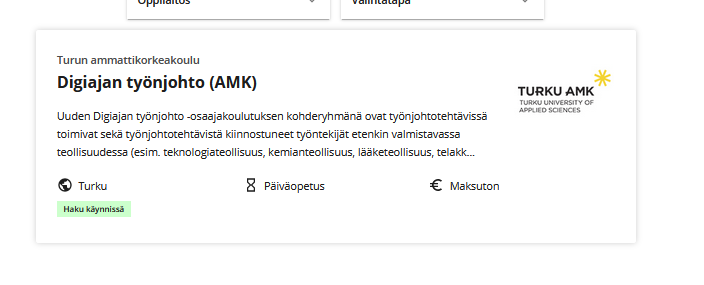 Oppilaitos
Valintatapa
Turun ammattikorkeakoulu
Digiajan työnjohto (AMK)
TURKU AMK
TURKU UNIVERSITY OF
APPLIED SCIENCES
Uuden Digiajan työnjohto -osaajakoulutuksen kohderyhmänä ovat työnjohtotehtävissä
toimivat sekä työnjohtotehtävistä kiinnostuneet työntekijät etenkin valmistavassa
teollisuudessa (esim. teknologiateollisuus, kemianteollisuus, lääketeollisuus, telakk...
Turku
Päiväopetus
Maksuton
Haku käynnissä